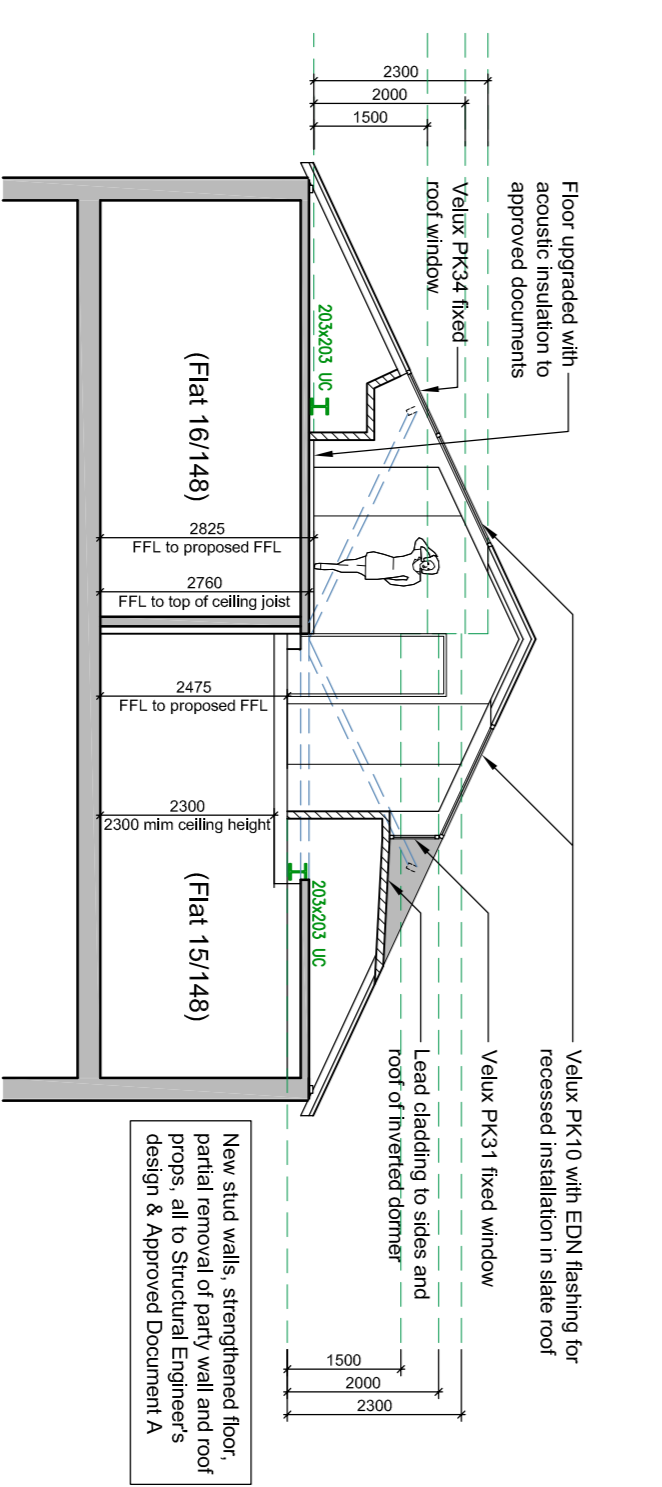 Floor upgraded with
acoustic insulation to
approved documents
Velux PK34 fixed
roof window
Velux PK10 with EDN flashing for
recessed installation in slate roof
Velux PK31 fixed window
Lead cladding to sides and
roof of inverted dormer
2300
2000
1500
203x203 UC
203x203 UC
1500
2000
2300
(Flat 16/148)
2825
FFL to proposed FFL
2760
FFL to top of ceiling joist
2475
FFL to proposed FFL
2300
2300 mim ceiling height
(Flat 15/148)
New stud walls, strengthened floor,
partial removal of party wall and roof
props, all to Structural Engineer's
design & Approved Document A